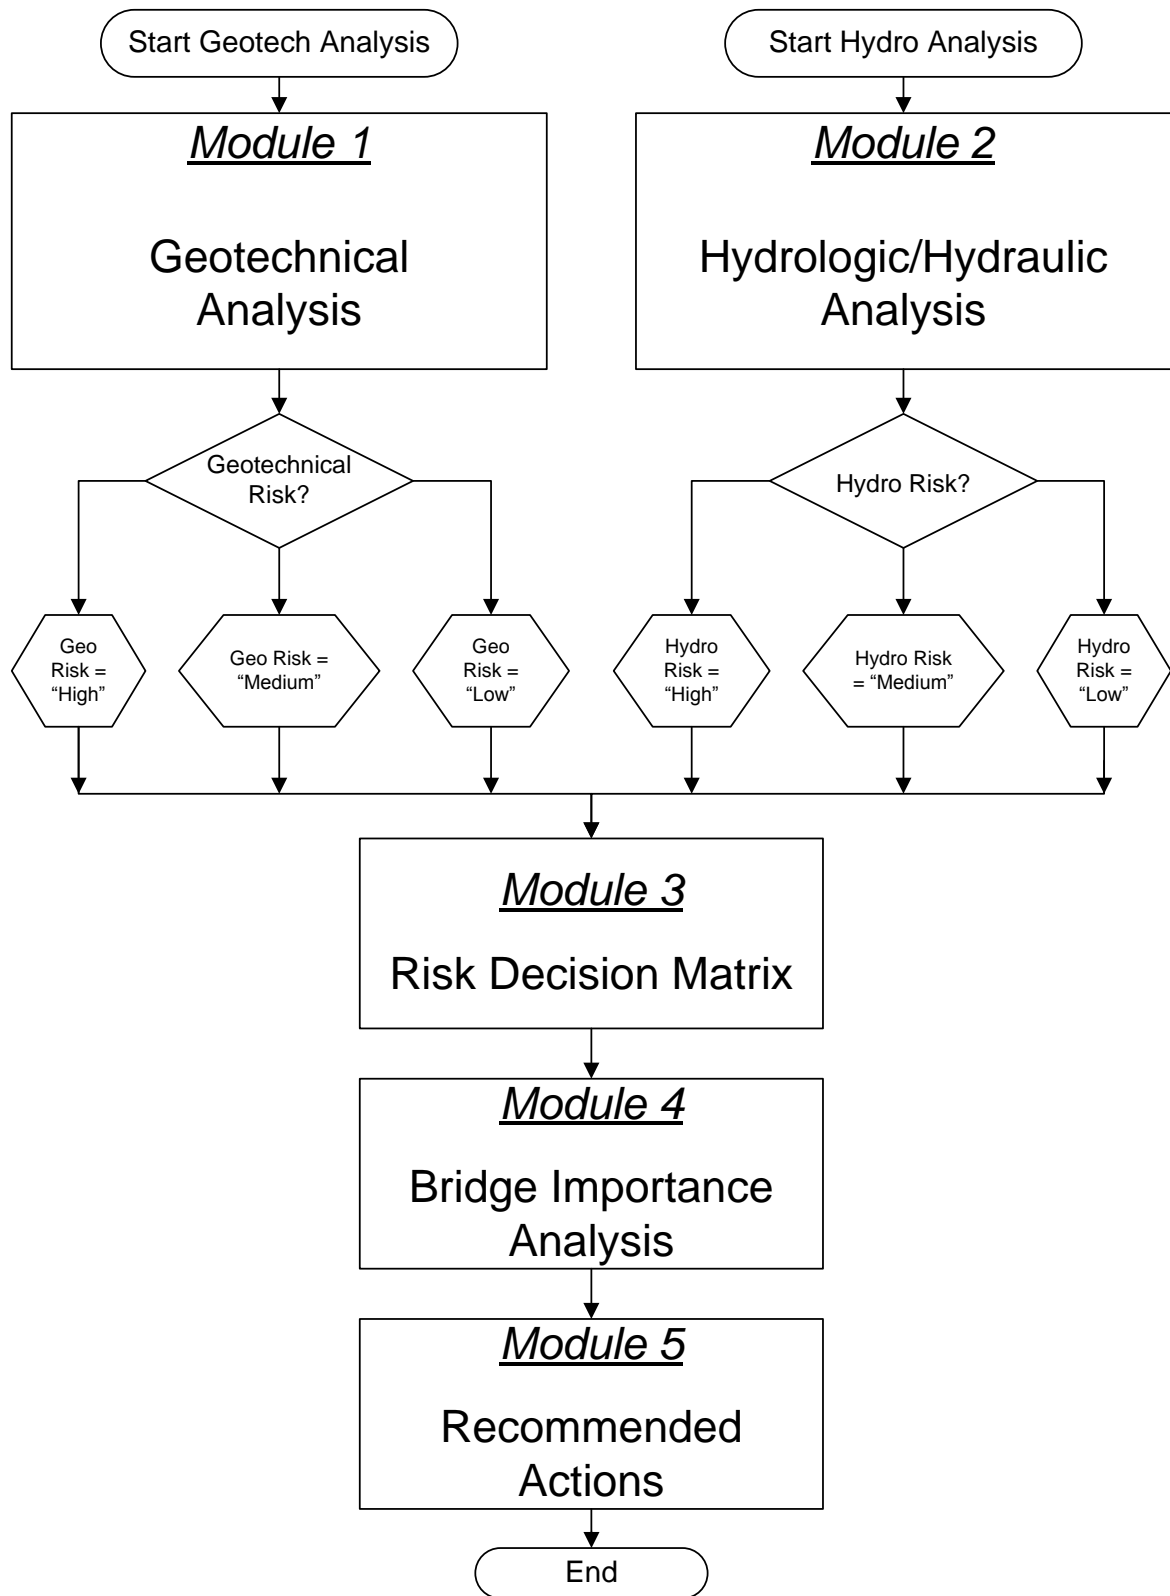 Start Geotech Analysis
Start Hydro Analysis
Module 1
Geotechnical
Analysis
Module 2
Hydrologic/Hydraulic
Analysis
Geotechnical
Risk?
Hydro Risk?
Geo
Risk =
“High”
Geo Risk =
“Medium”
Geo
Risk =
“Low”
Hydro
Risk =
“High”
Hydro Risk
= “Medium”
Hydro
Risk =
“Low”
Module 3
Risk Decision Matrix
Module 4
Bridge Importance
Analysis
Module 5
Recommended
Actions
End